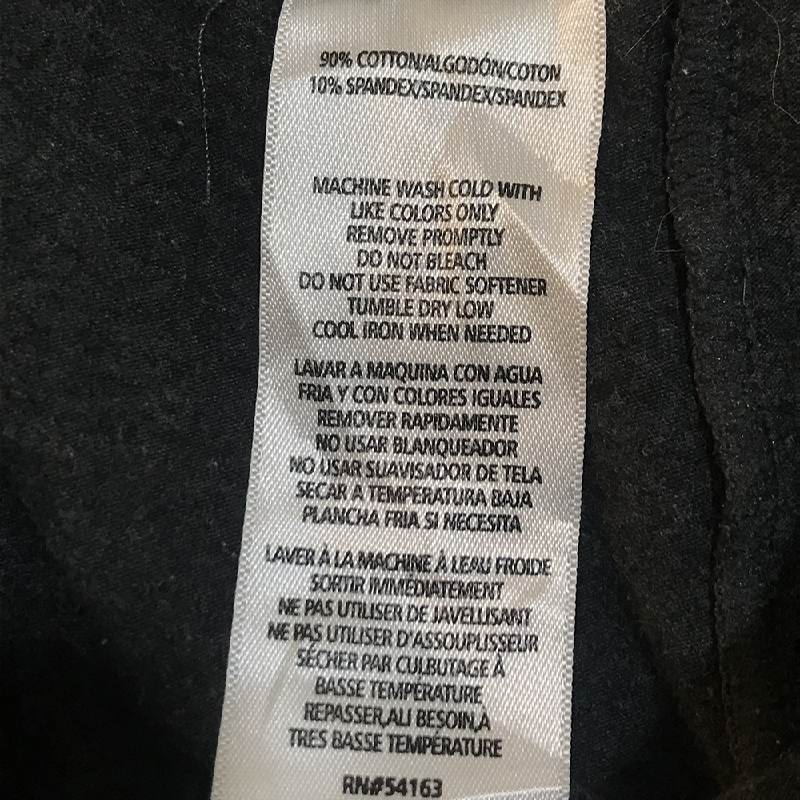 90% COTTON/ALGODÓN/COTON
10% SPANDEX/SPANDEX/SPANDEX
MACHINE WASH COLD WITH
LIKE COLORS ONLY
REMOVE PROMPTLY
DO NOT BLEACH
DO NOT USE FABRIC SOFTENER
TUMBLE DRY LOW
COOL IRON WHEN NEEDED
LAVAR A MAQUINA CON AGUA
FRIA Y CON COLORES IGUALES
REMOVER RAPIDAMENTE
NO USAR BLANQUEADOR
NO USAR SUAVISADOR DE TELA
SECAR A TEMPERATURA BAJA
PLANCHA FRIA SI NECESITA
LAVER À LA MACHINE À LEAU FROIDE
SORTIR IMMÉDIATEMENT
NE PAS UTILISER DE JAVELLISANT
NE PAS UTILISER D'ASSOUPLISSEUR
SÉCHER PAR CULBUTAGE À
BASSE TEMPÉRATURE
REPASSER,AU BESOIN,A
TRES BASSE TEMPÉRATURE
RN#54163